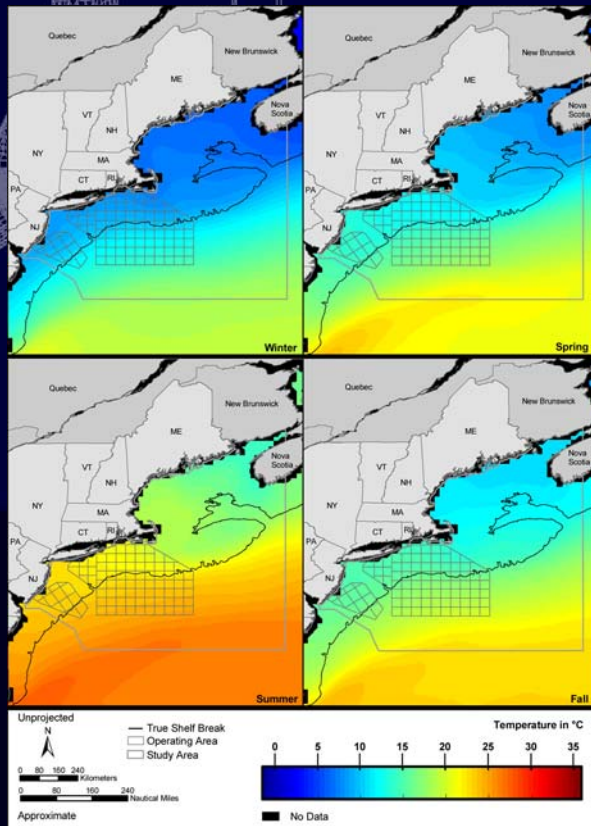 Quebec
New Brunswick
ME
Nova
Scotia
VT
NH
NY
MA
CT
RI
PA
NJ
Winter
Quebec
New Brunswick
ME
Nova
Scotia
VT
NH
NY
MA
CT
RI
PA
NJ
Spring
Quebec
New Brunswick
ME
Nova
Scotia
VT
NH
NY
MA
CT
RI
PA
NJ
Summer
Quebec
New Brunswick
ME
Nova
Scotia
VT
NH
NY
MA
CT
RI
PA
NJ
Fall
Unprojected
N
0 80 160 240
Kilometers
0 80 160 240
Nautical Miles
Approximate
True Shelf Break
Operating Area
Study Area
Temperature in °C
0 5 10 15 20 25 30 35
No Data